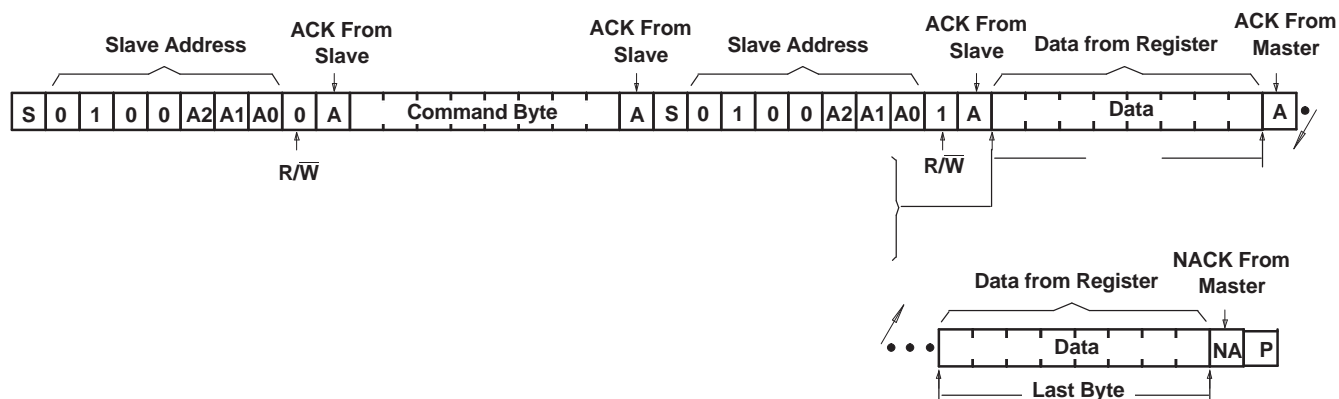 Slave Address
ACK From
Slave
ACK From
Slave
Slave Address
ACK From
Slave
Data from Register
ACK From
Master
S 0 1 0 0 A2 A1 A0 0 A Command Byte A S 0 1 0 0 A2 A1 A0 1 A Data A
R/W̅
R/W̅
Data from Register
NACK From
Master
Data NA P
Last Byte